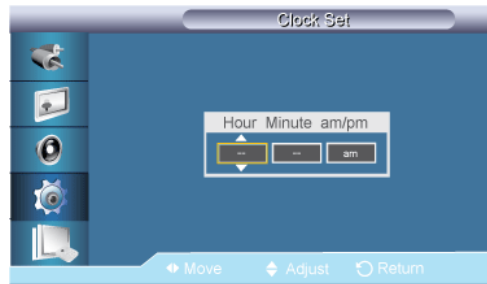 Clock Set
Hour Minute am/pm
-- -- am
Move Adjust Return